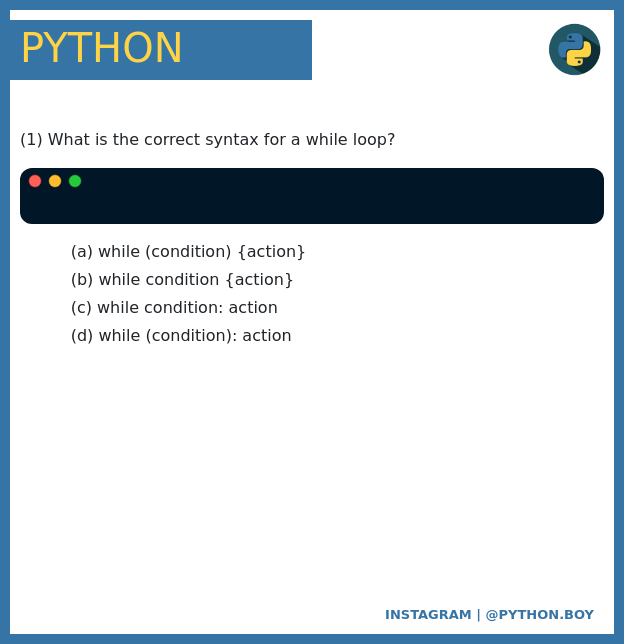 PYTHON
(1) What is the correct syntax for a while loop?
(a) while (condition) {action}
(b) while condition {action}
(c) while condition: action
(d) while (condition): action
INSTAGRAM | @PYTHON.BOY